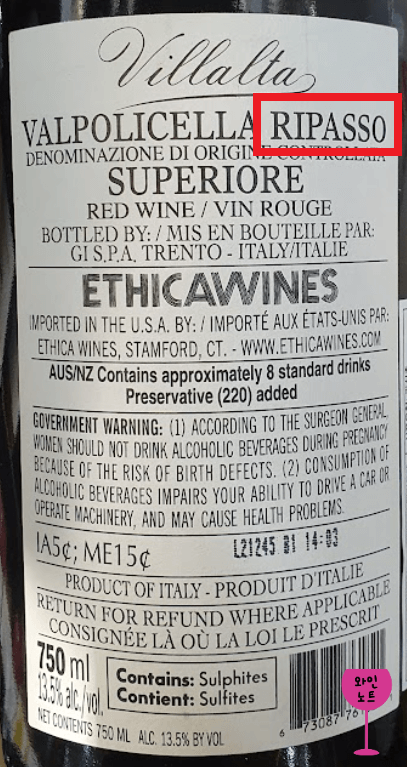 Villalta
VALPOLICELLA RIPASSO
DENOMINAZIONE DI ORIGINE CONTROLLATA
SUPERIORE
RED WINE / VIN ROUGE
BOTTLED BY: / MIS EN BOUTEILLE PAR:
GI S.P.A. TRENTO - ITALY/ITALIE
ETHICAWINES
IMPORTED IN THE U.S.A. BY: / IMPORTÉ AUX ÉTATS-UNIS PAR:
ETHICA WINES, STAMFORD, CT. - WWW.ETHICAWINES.COM
AUS/NZ Contains approximately 8 standard drinks
Preservative (220) added
GOVERNMENT WARNING: (1) ACCORDING TO THE SURGEON GENERAL,
WOMEN SHOULD NOT DRINK ALCOHOLIC BEVERAGES DURING PREGNANCY
BECAUSE OF THE RISK OF BIRTH DEFECTS. (2) CONSUMPTION OF
ALCOHOLIC BEVERAGES IMPAIRS YOUR ABILITY TO DRIVE A CAR OR
OPERATE MACHINERY, AND MAY CAUSE HEALTH PROBLEMS.
IA5¢; ME15¢
L21245 B1 14:03
PRODUCT OF ITALY - PRODUIT D'ITALIE
RETURN FOR REFUND WHERE APPLICABLE
CONSIGNÉE LÀ OÙ LA LOI LE PRESCRIT
750 ml
13.5% alc./vol.
Contains: Sulphites
Contient: Sulfites
NET CONTENTS 750 ML ALC. 13.5% BY VOL
와인
노트